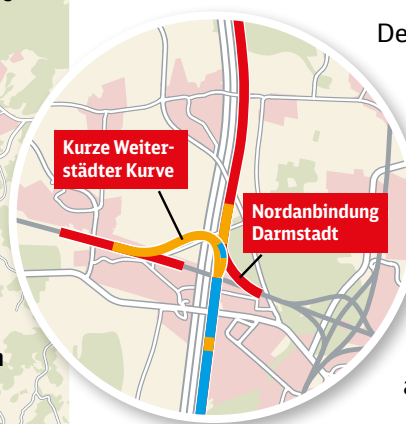 De
Kurze Weiter-
städter Kurve
Nordanbindung
Darmstadt
a